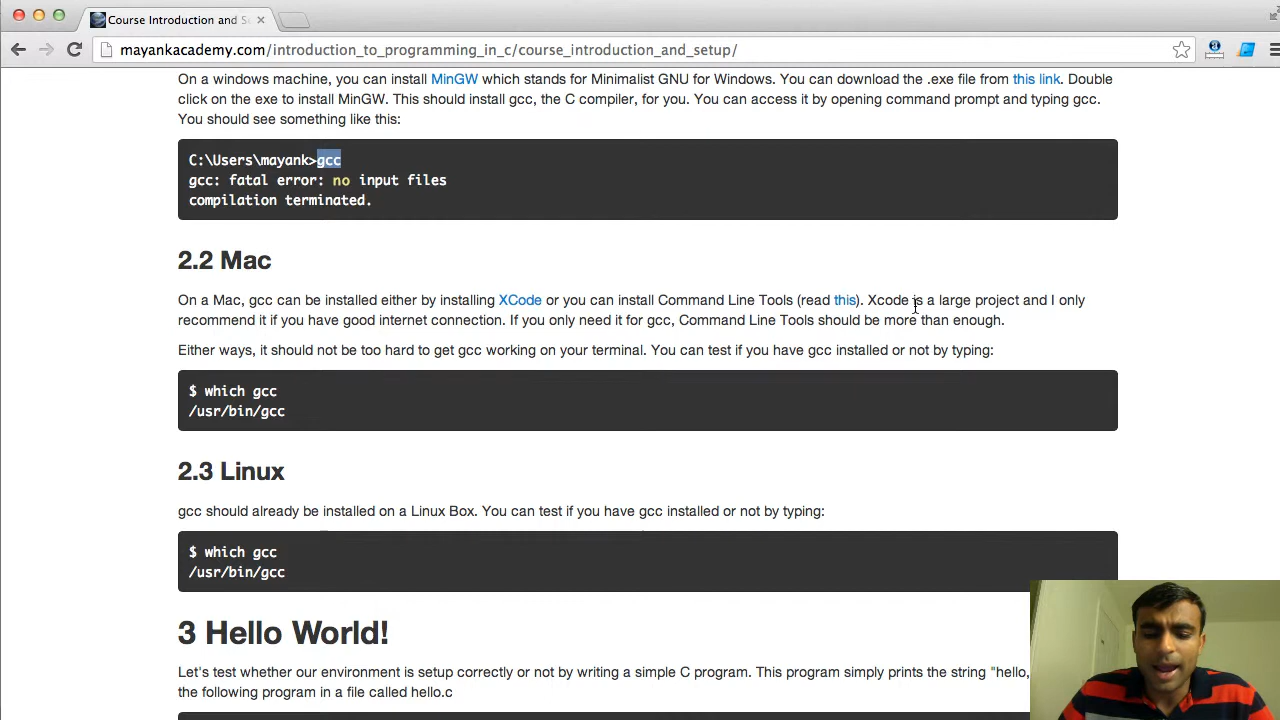 Course Introduction and S
mayankacademy.com/introduction_to_programming_in_c/course_introduction_and_setup/
On a windows machine, you can install MinGW which stands for Minimalist GNU for Windows. You can download the .exe file from this link. Double
click on the exe to install MinGW. This should install gcc, the C compiler, for you. You can access it by opening command prompt and typing gcc.
You should see something like this:
C:\Users\mayank>gcc
gcc: fatal error: no input files
compilation terminated.
2.2 Mac
On a Mac, gcc can be installed either by installing XCode or you can install Command Line Tools (read this). Xcode is a large project and I only
recommend it if you have good internet connection. If you only need it for gcc, Command Line Tools should be more than enough.
Either ways, it should not be too hard to get gcc working on your terminal. You can test if you have gcc installed or not by typing:
$ which gcc
/usr/bin/gcc
2.3 Linux
gcc should already be installed on a Linux Box. You can test if you have gcc installed or not by typing:
$ which gcc
/usr/bin/gcc
3 Hello World!
Let's test whether our environment is setup correctly or not by writing a simple C program. This program simply prints the string "hello,
the following program in a file called hello.c